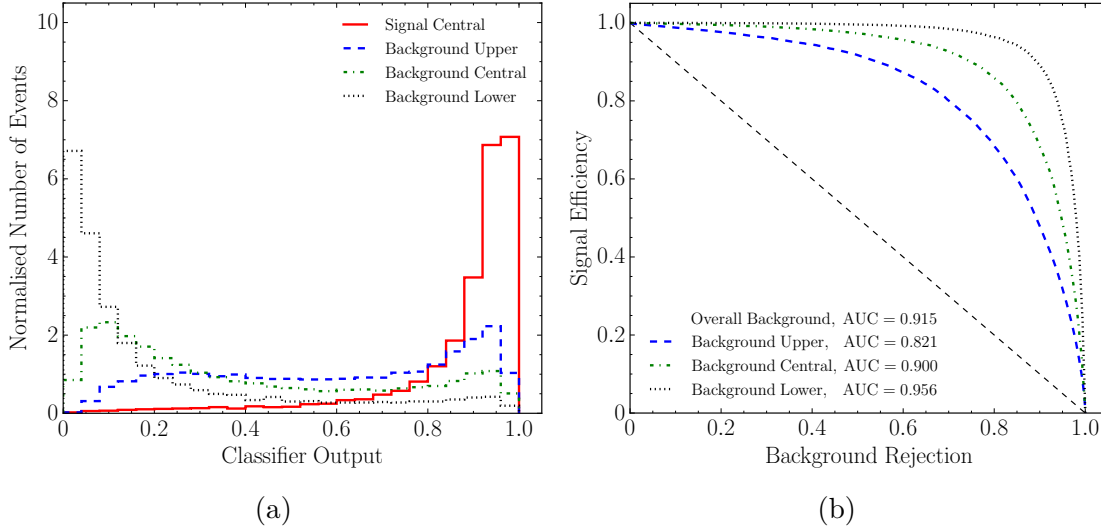 10
8
6
4
2
0
0
0.2
0.4
0.6
0.8
1.0
Normalised Number of Events
Classifier Output
Signal Central
Background Upper
Background Central
Background Lower
(a)
1.0
0.8
0.6
0.4
0.2
0
0
0.2
0.4
0.6
0.8
1.0
Signal Efficiency
Background Rejection
Overall Background, AUC = 0.915
Background Upper, AUC = 0.821
Background Central, AUC = 0.900
Background Lower, AUC = 0.956
(b)